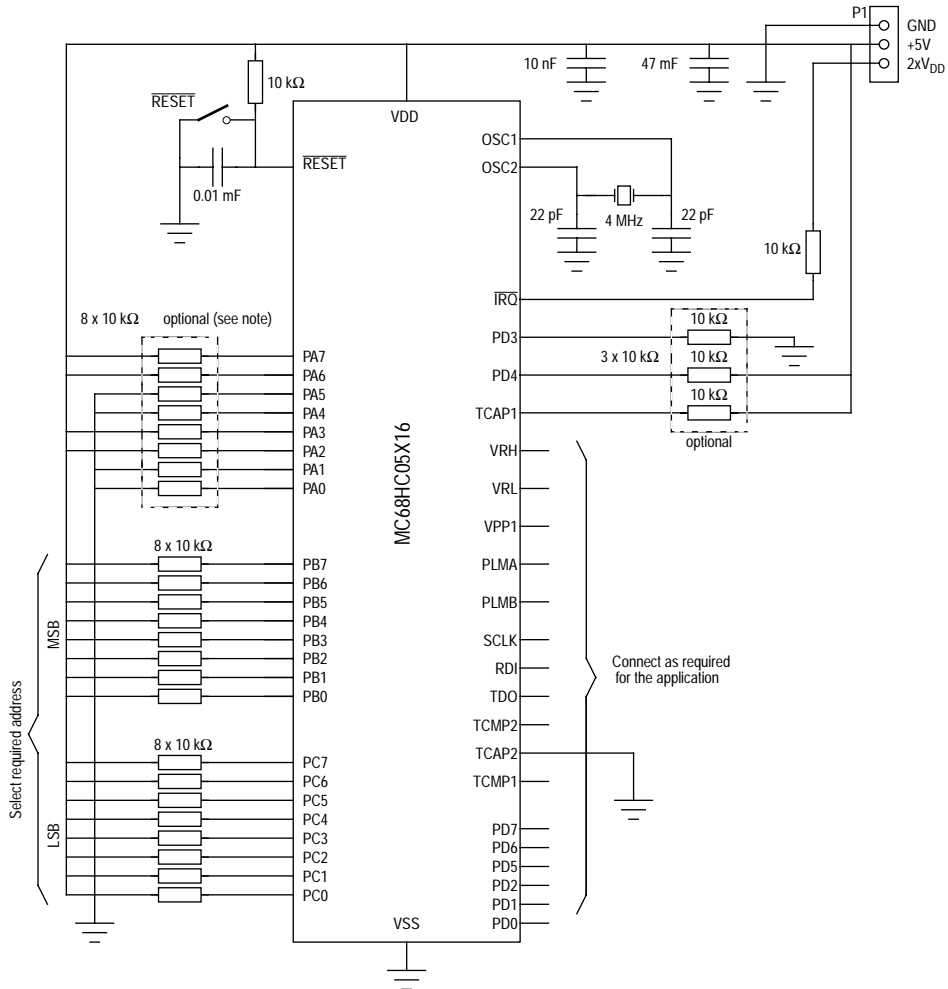 P1
GND
+5V
2xVDD
10 nF
47 mF
10 kΩ
RESET
VDD
OSC1
OSC2
RESET
0.01 mF
22 pF
4 MHz
22 pF
10 kΩ
IRQ
8 x 10 kΩ
optional (see note)
PA7
PA6
PA5
PA4
PA3
PA2
PA1
PA0
PD3
PD4
TCAP1
10 kΩ
3 x 10 kΩ
10 kΩ
10 kΩ
optional
MC68HC05X16
VRH
VRL
VPP1
PLMA
PLMB
SCLK
RDI
TDO
TCMP2
TCAP2
TCMP1
PD7
PD6
PD5
PD2
PD1
PD0
Connect as required
for the application
8 x 10 kΩ
PB7
PB6
PB5
PB4
PB3
PB2
PB1
PB0
MSB
Select required address
LSB
8 x 10 kΩ
PC7
PC6
PC5
PC4
PC3
PC2
PC1
PC0
VSS